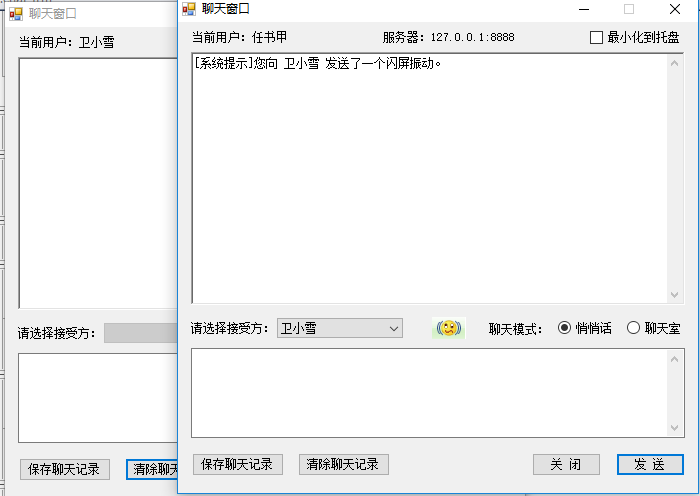 聊天窗口
当前用户：卫小雪
请选择接受方：
保存聊天记录
清除聊天
聊天窗口
当前用户：任书甲
服务器：127.0.0.1:8888
最小化到托盘
[系统提示]您向 卫小雪 发送了一个闪屏振动。
请选择接受方：
卫小雪
聊天模式：
悄悄话
聊天室
保存聊天记录
清除聊天记录
关 闭
发 送